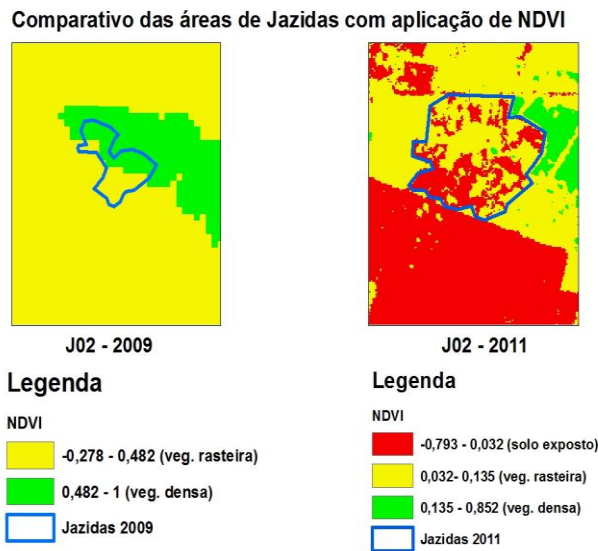 Comparativo das áreas de Jazidas com aplicação de NDVI
J02 - 2009
J02 - 2011
Legenda
NDVI
-0,278 - 0,482 (veg. rasteira)
0,482 - 1 (veg. densa)
Jazidas 2009
Legenda
NDVI
-0,793 - 0,032 (solo exposto)
0,032- 0,135 (veg. rasteira)
0,135 - 0,852 (veg. densa)
Jazidas 2011